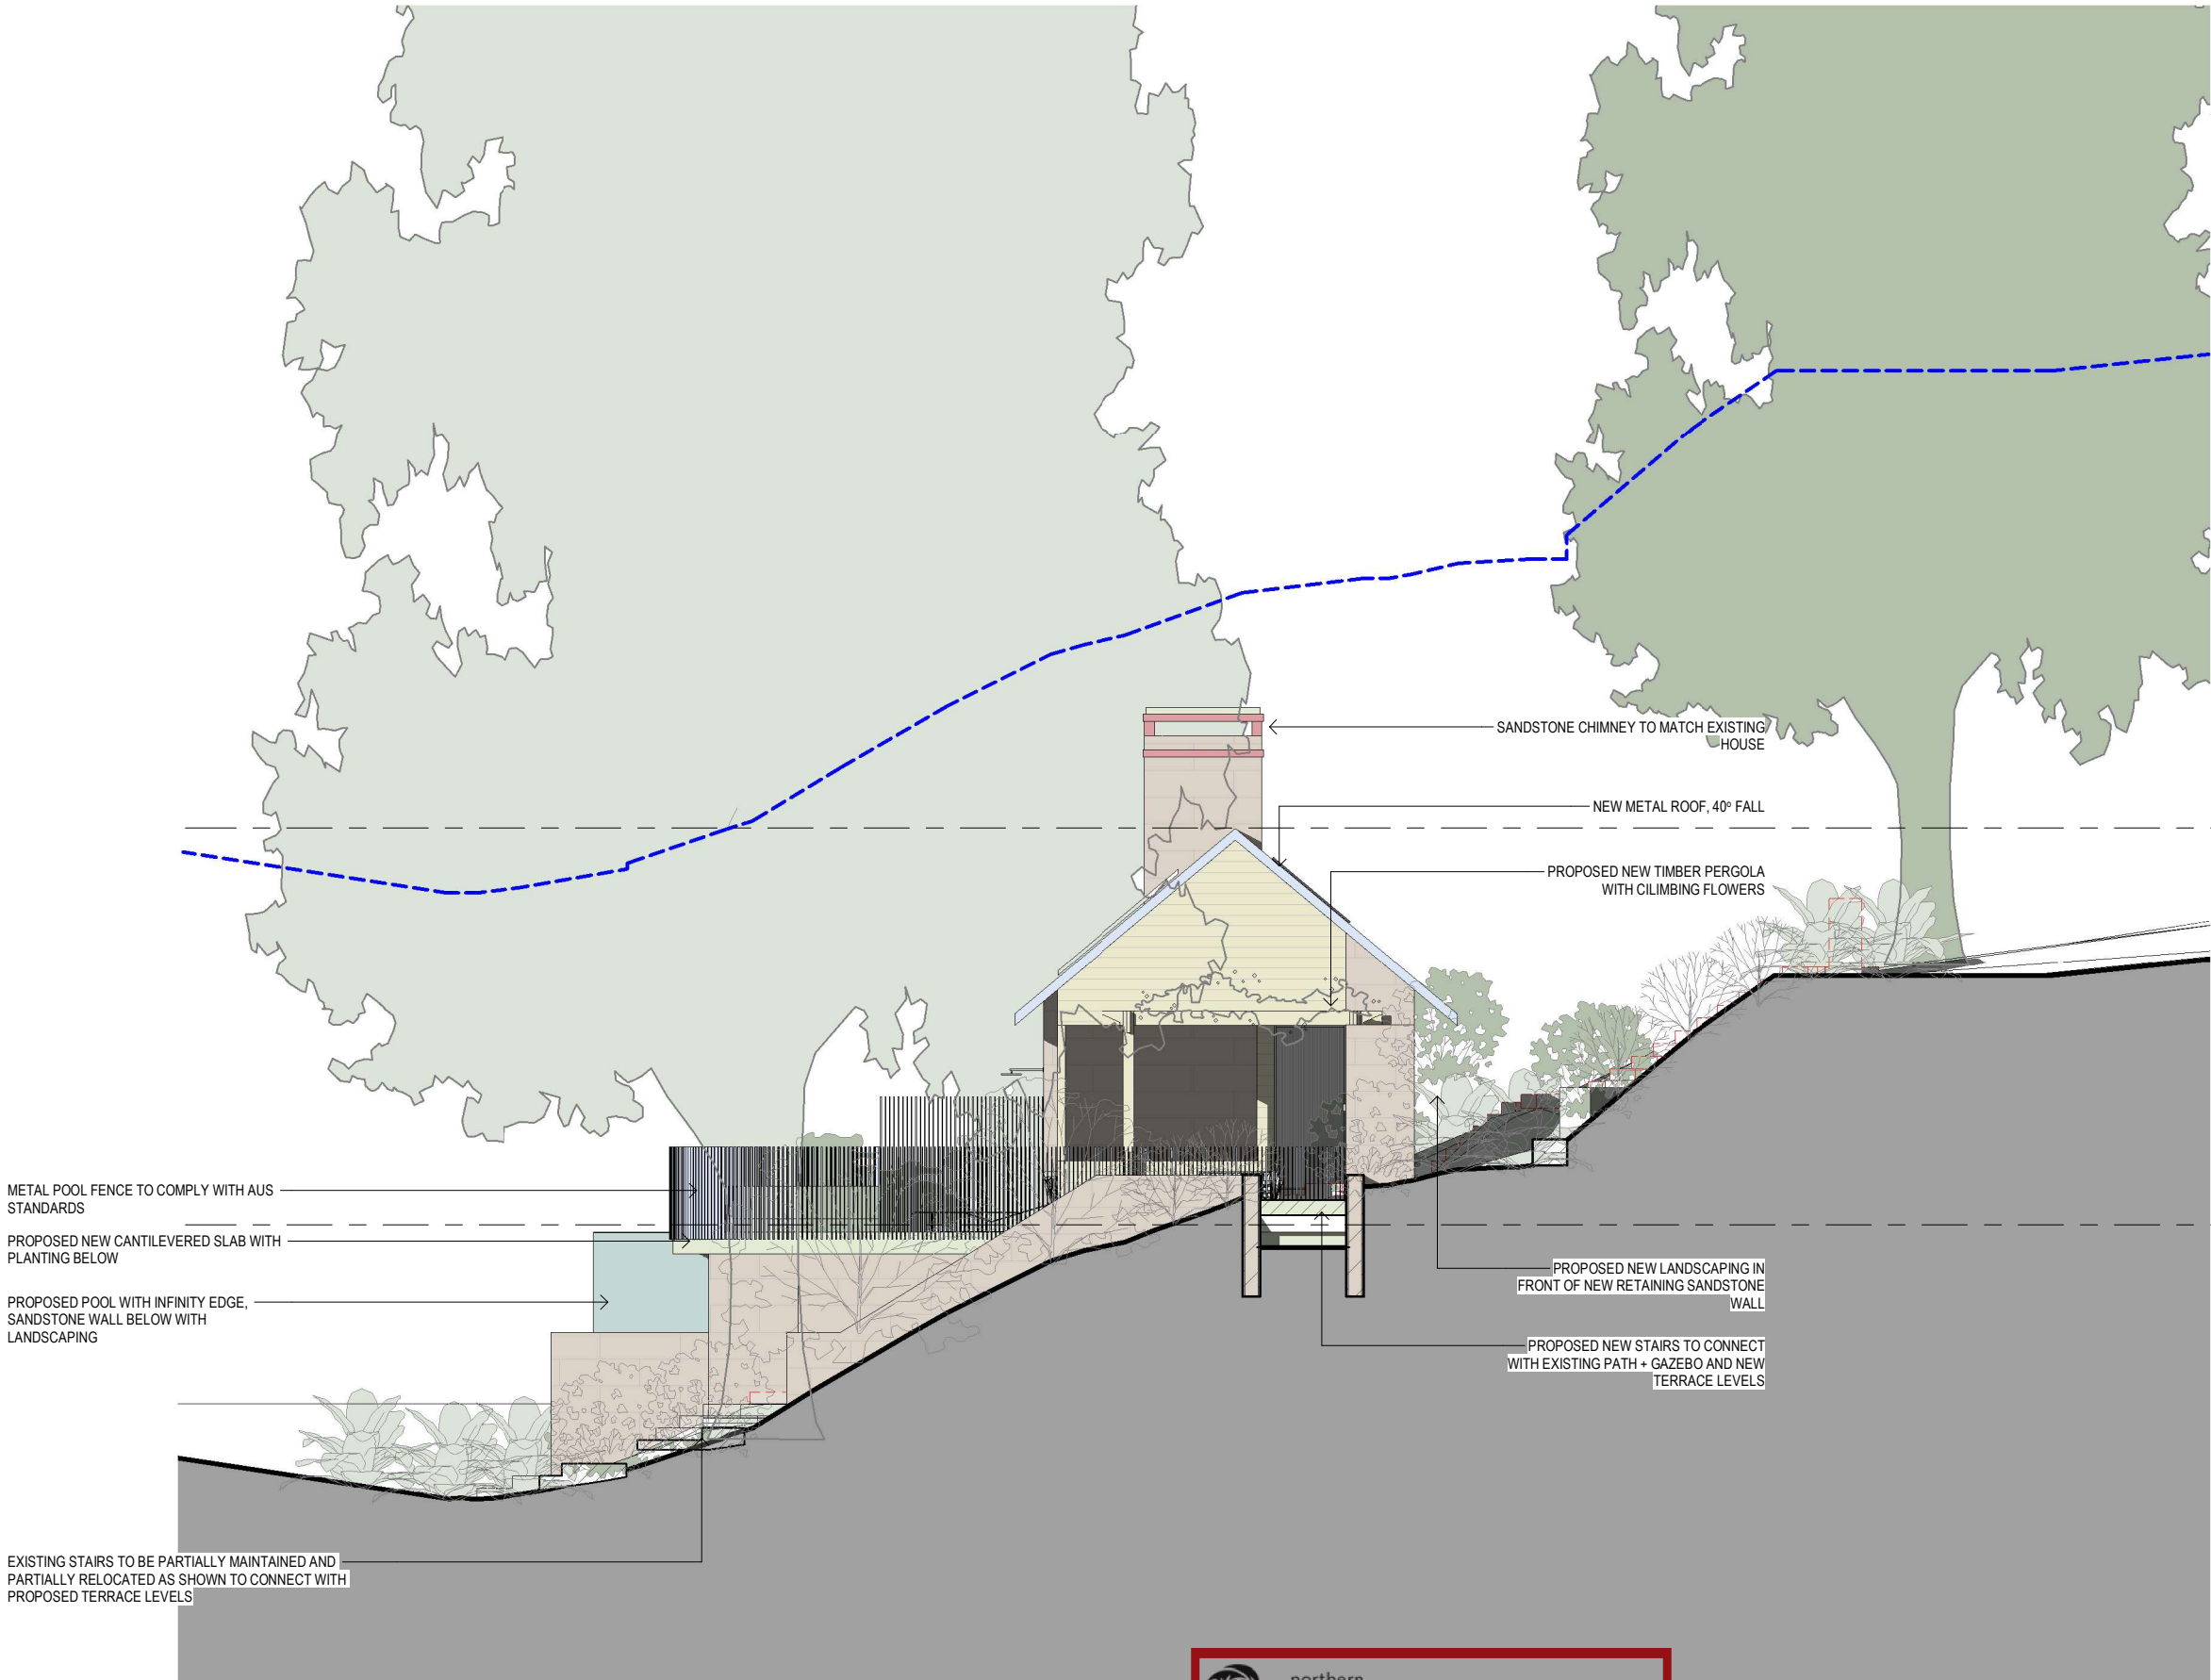 SANDSTONE CHIMNEY TO MATCH EXISTING
HOUSE
NEW METAL ROOF, 40º FALL
PROPOSED NEW TIMBER PERGOLA
WITH CILIMBING FLOWERS
METAL POOL FENCE TO COMPLY WITH AUS
STANDARDS
PROPOSED NEW CANTILEVERED SLAB WITH
PLANTING BELOW
PROPOSED POOL WITH INFINITY EDGE,
SANDSTONE WALL BELOW WITH
LANDSCAPING
PROPOSED NEW LANDSCAPING IN
FRONT OF NEW RETAINING SANDSTONE
WALL
PROPOSED NEW STAIRS TO CONNECT
WITH EXISTING PATH + GAZEBO AND NEW
TERRACE LEVELS
EXISTING STAIRS TO BE PARTIALLY MAINTAINED AND
PARTIALLY RELOCATED AS SHOWN TO CONNECT WITH
PROPOSED TERRACE LEVELS
northern